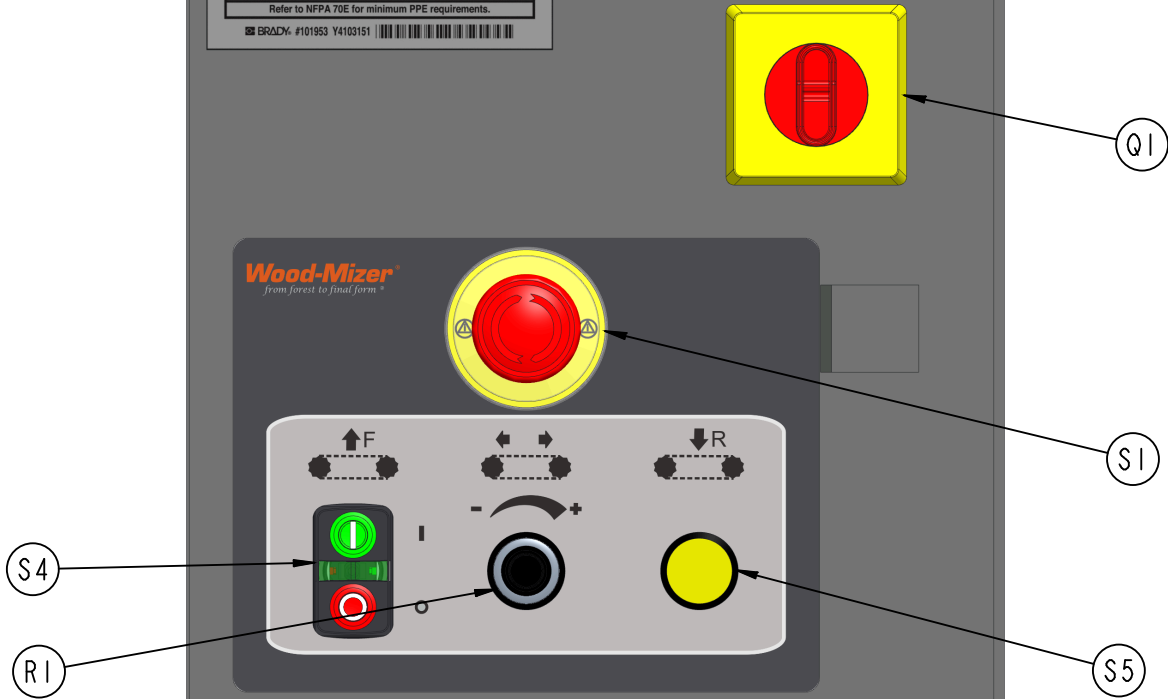 Refer to NFPA 70E for minimum PPE requirements.
BRADY® #101953 Y4103151
Q1
Wood-Mizer®
from forest to final form ®
S1
F
R
- +
I
S4
O
R1
S5